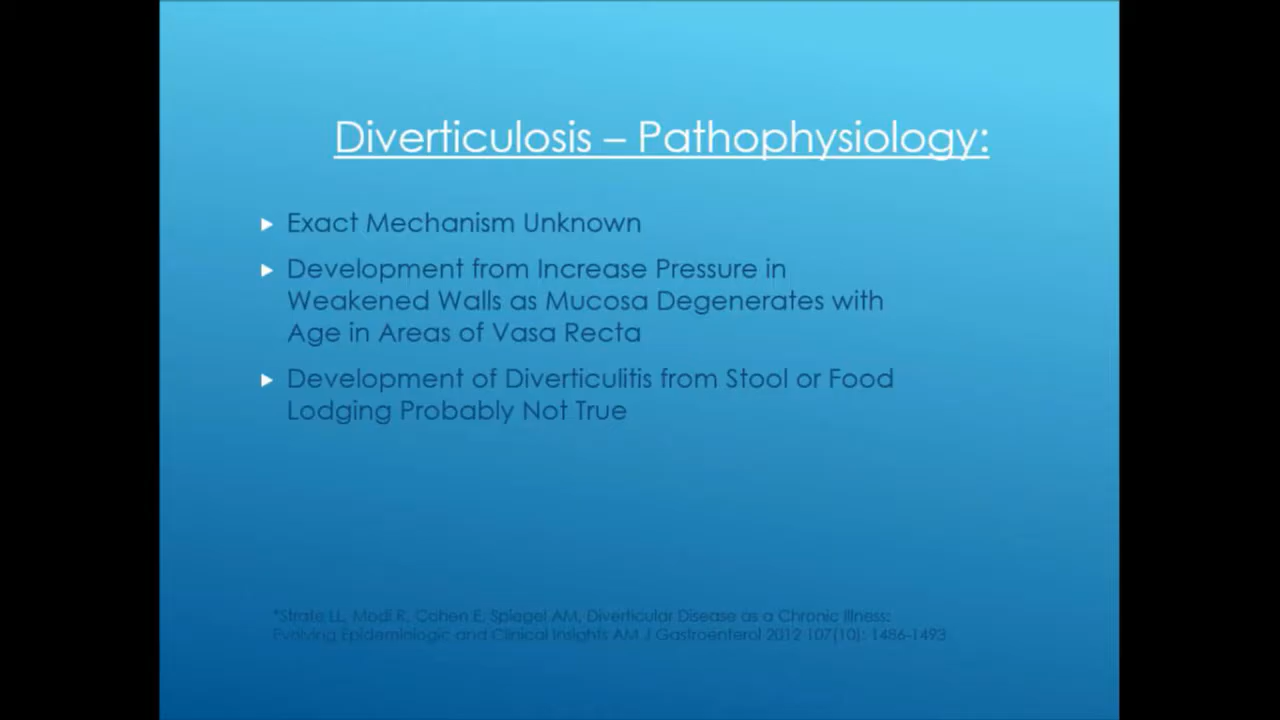 Diverticulosis – Pathophysiology:
Exact Mechanism Unknown
Development from Increase Pressure in
Weakened Walls as Mucosa Degenerates with
Age in Areas of Vasa Recta
Development of Diverticulitis from Stool or Food
Lodging Probably Not True
*Strate LL, Modi R, Cohen E, Spiegel AM, Diverticular Disease as a Chronic Illness:
Evolving Epidemiologic and Clinical Insights AM J Gastroenterol 2012 107(10): 1486-1493